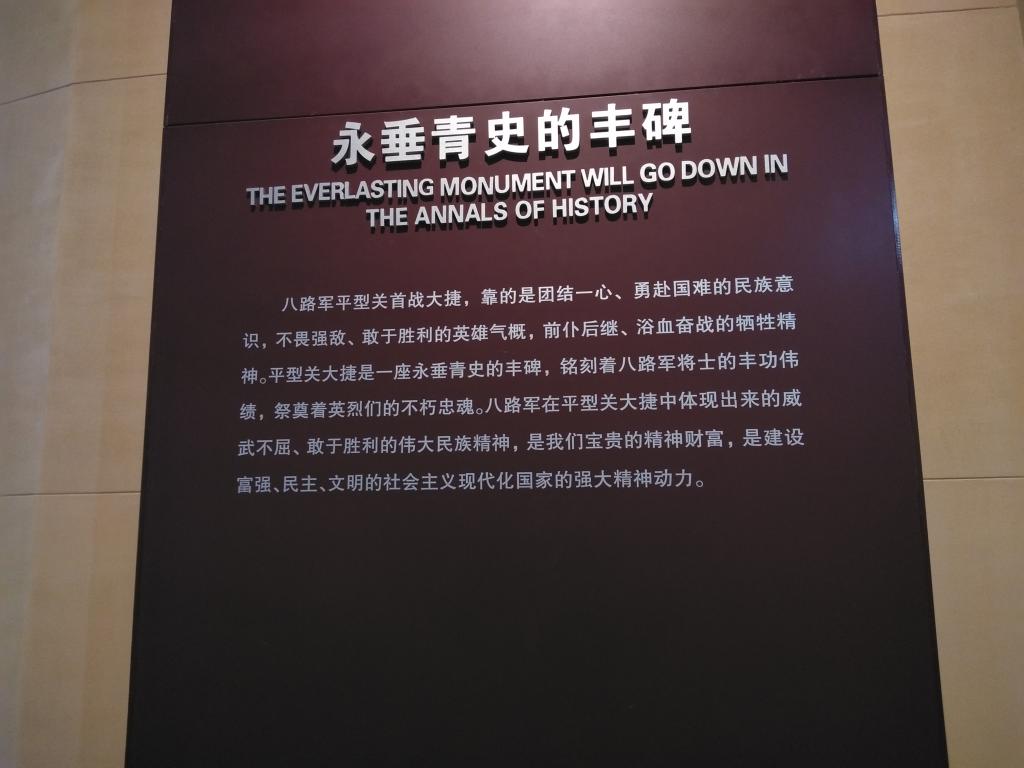 永垂青史的丰碑
THE EVERLASTING MONUMENT WILL GO DOWN IN
THE ANNALS OF HISTORY
八路军平型关首战大捷，靠的是团结一心、勇赴国难的民族意
识，不畏强敌、敢于胜利的英雄气概，前仆后继、浴血奋战的牺牲精
神。平型关大捷是一座永垂青史的丰碑，铭刻着八路军将士的丰功伟
绩，祭奠着英烈们的不朽忠魂。八路军在平型关大捷中体现出来的威
武不屈、敢于胜利的伟大民族精神，是我们宝贵的精神财富，是建设
富强、民主、文明的社会主义现代化国家的强大精神动力。